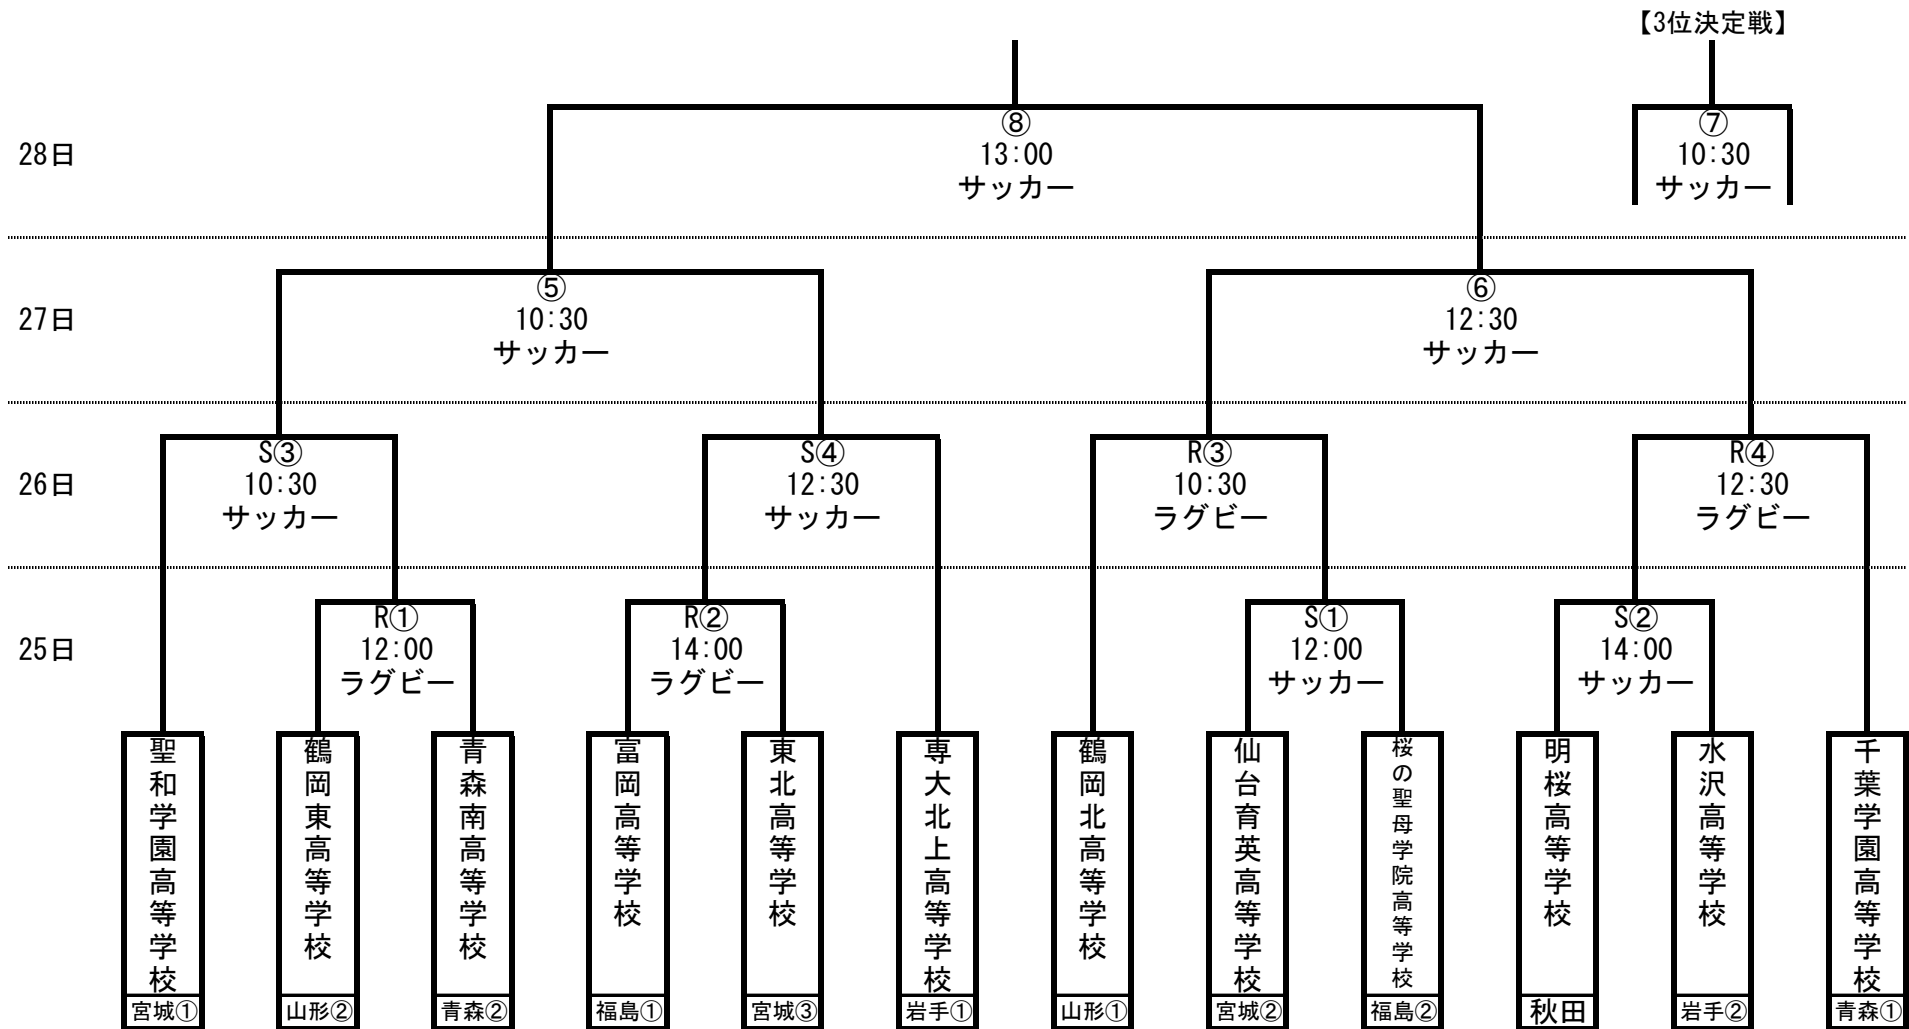 【3位決定戦】
28日
⑧
13:00
サッカー
⑦
10:30
サッカー
27日
⑤
10:30
サッカー
⑥
12:30
サッカー
26日
S③
10:30
サッカー
S④
12:30
サッカー
R③
10:30
ラグビー
R④
12:30
ラグビー
25日
R①
12:00
ラグビー
R②
14:00
ラグビー
S①
12:00
サッカー
S②
14:00
サッカー
聖和学園高等学校
宮城①
鶴岡東高等学校
山形②
青森南高等学校
青森②
富岡高等学校
福島①
東北高等学校
宮城③
専大北上高等学校
岩手①
鶴岡北高等学校
山形①
仙台育英高等学校
宮城②
桜の聖母学院高等学校
福島②
明桜高等学校
秋田
水沢高等学校
岩手②
千葉学園高等学校
青森①